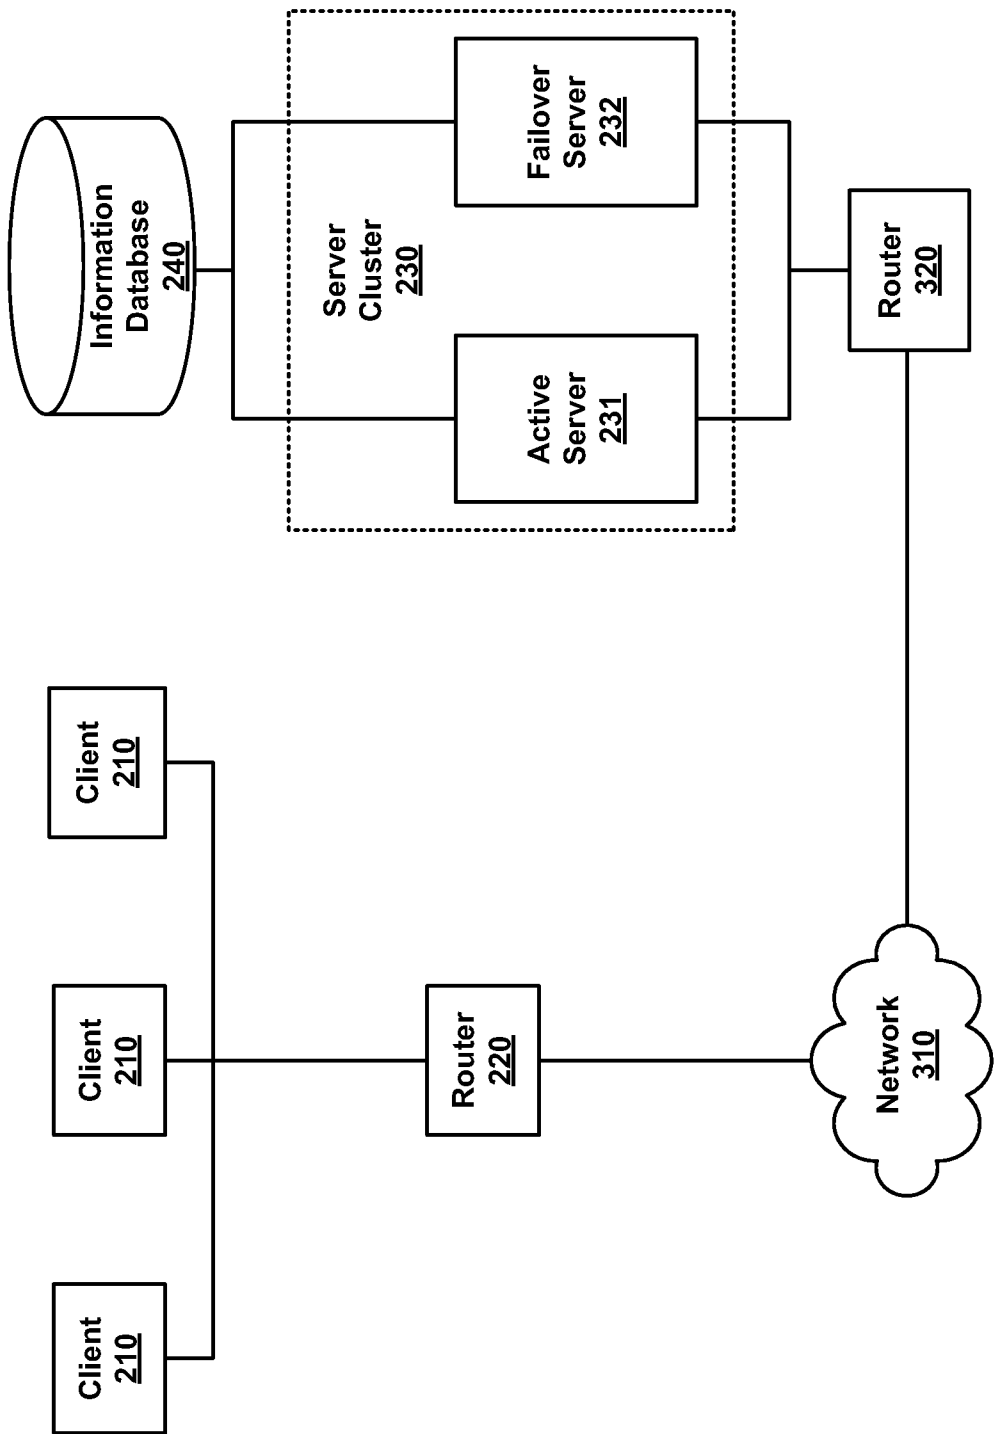 Client
210
Client
210
Client
210
Router
220
Network
310
Information
Database
240
Server
Cluster
230
Active
Server
231
Failover
Server
232
Router
320